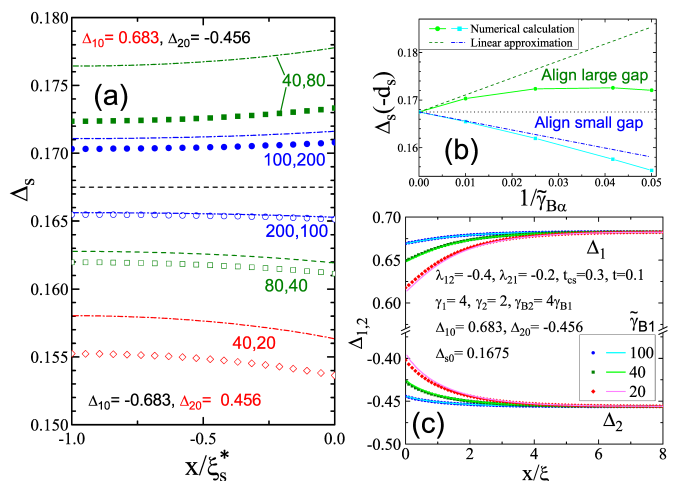 Δ10 = 0.683, Δ20 = -0.456
(a)
40,80
100,200
200,100
80,40
40,20
Δ10 = -0.683, Δ20 = 0.456
Δs
0.180
0.175
0.170
0.165
0.160
0.155
0.150
-1.0
-0.5
0.0
x/ξs*
Numerical calculation
Linear approximation
Align large gap
Align small gap
(b)
Δs(-ds)
0.18
0.17
0.16
0.00
0.01
0.02
0.03
0.04
0.05
1/γ̃Bα
Δ1
λ12= -0.4, λ21= -0.2, tcs=0.3, t=0.1
γ1= 4, γ2= 2, γB2= 4γB1
Δ10= 0.683, Δ20= -0.456
Δs0= 0.1675
γ̃B1
100
40
20
(c)
Δ2
Δ1,2
0.70
0.65
0.60
-0.40
-0.45
-0.50
0
2
4
6
8
x/ξ